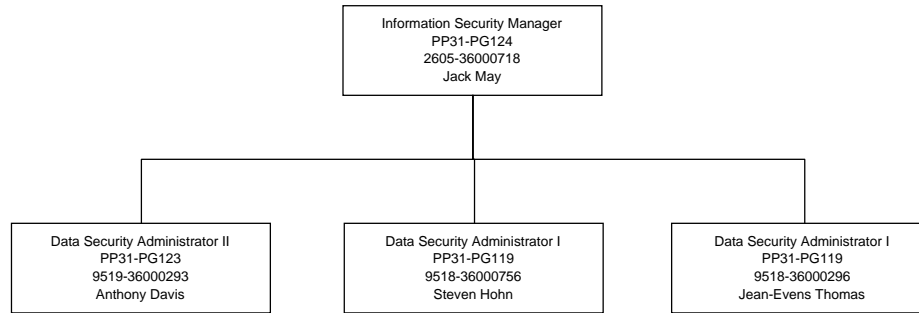 Information Security Manager
PP31-PG124
2605-36000718
Jack May
Data Security Administrator II
PP31-PG123
9519-36000293
Anthony Davis
Data Security Administrator I
PP31-PG119
9518-36000756
Steven Hohn
Data Security Administrator I
PP31-PG119
9518-36000296
Jean-Evens Thomas